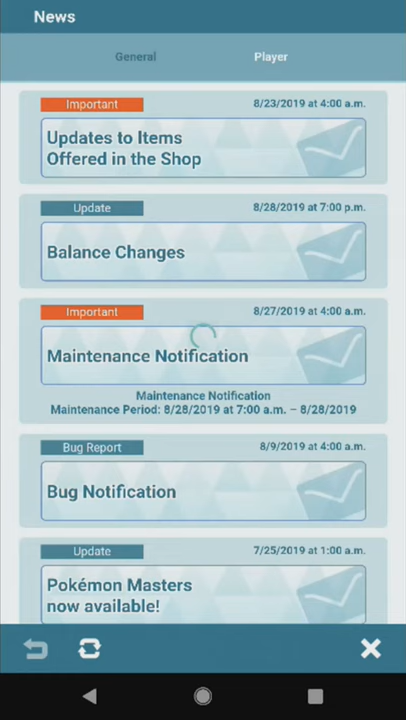 News
General
Player
Important
8/23/2019 at 4:00 a.m.
Updates to Items
Offered in the Shop
Update
8/28/2019 at 7:00 p.m.
Balance Changes
Important
8/27/2019 at 4:00 a.m.
Maintenance Notification
Maintenance Notification
Maintenance Period: 8/28/2019 at 7:00 a.m. – 8/28/2019
Bug Report
8/9/2019 at 4:00 a.m.
Bug Notification
Update
7/25/2019 at 1:00 a.m.
Pokémon Masters
now available!